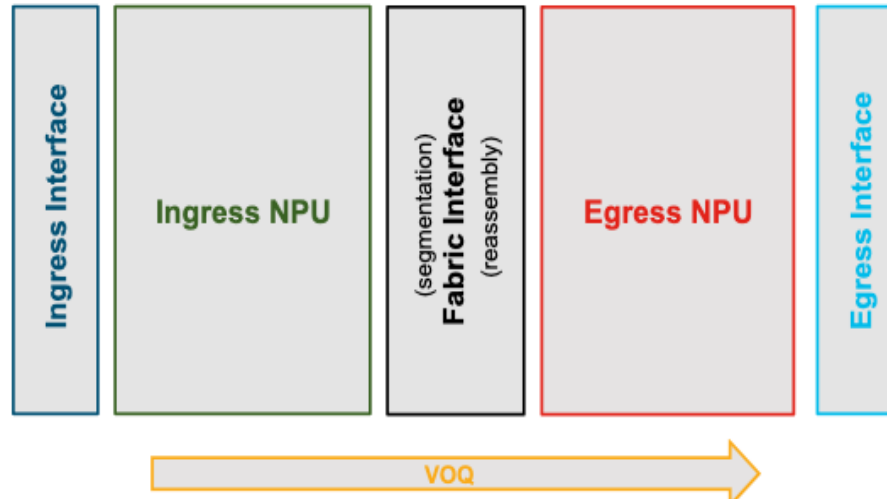 Ingress Interface
Ingress NPU
(segmentation)
Fabric Interface
(reassembly)
Egress NPU
Egress Interface
VOQ